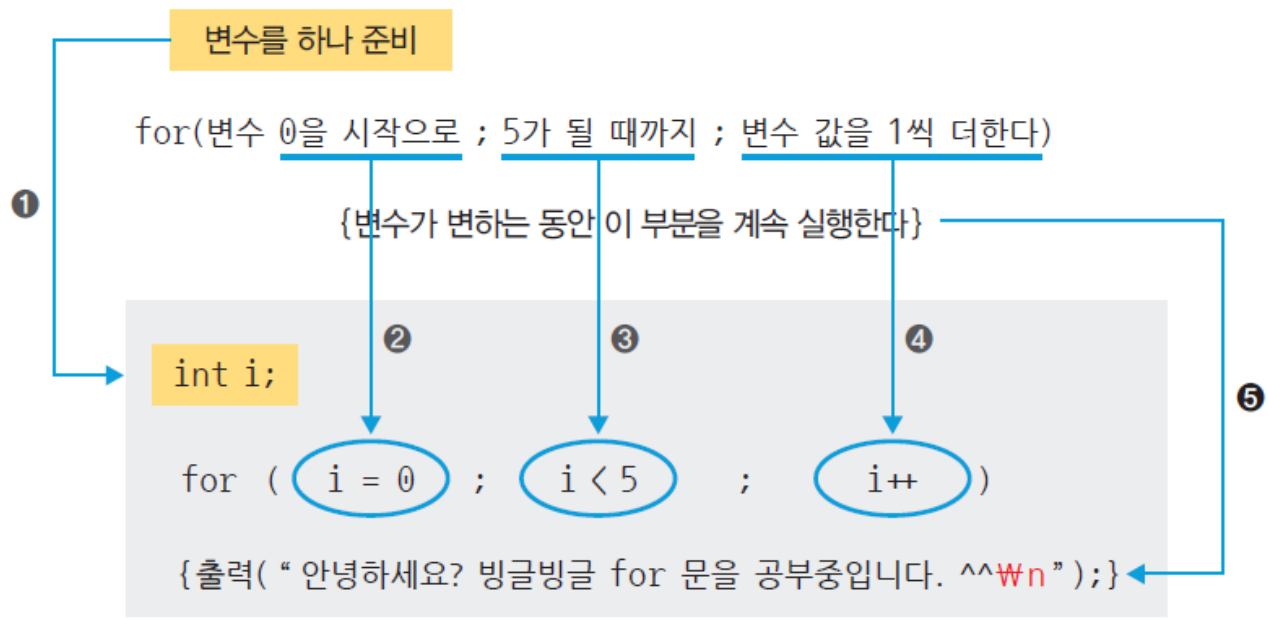 변수를 하나 준비
for(변수 0을 시작으로 ; 5가 될 때까지 ; 변수 값을 1씩 더한다)
❶
{변수가 변하는 동안 이 부분을 계속 실행한다}
❷ ❸ ❹
int i;
❺
for ( i = 0 ; i < 5 ; i++ )
{출력( “ 안녕하세요? 빙글빙글 for 문을 공부중입니다. ^^₩n ” );}